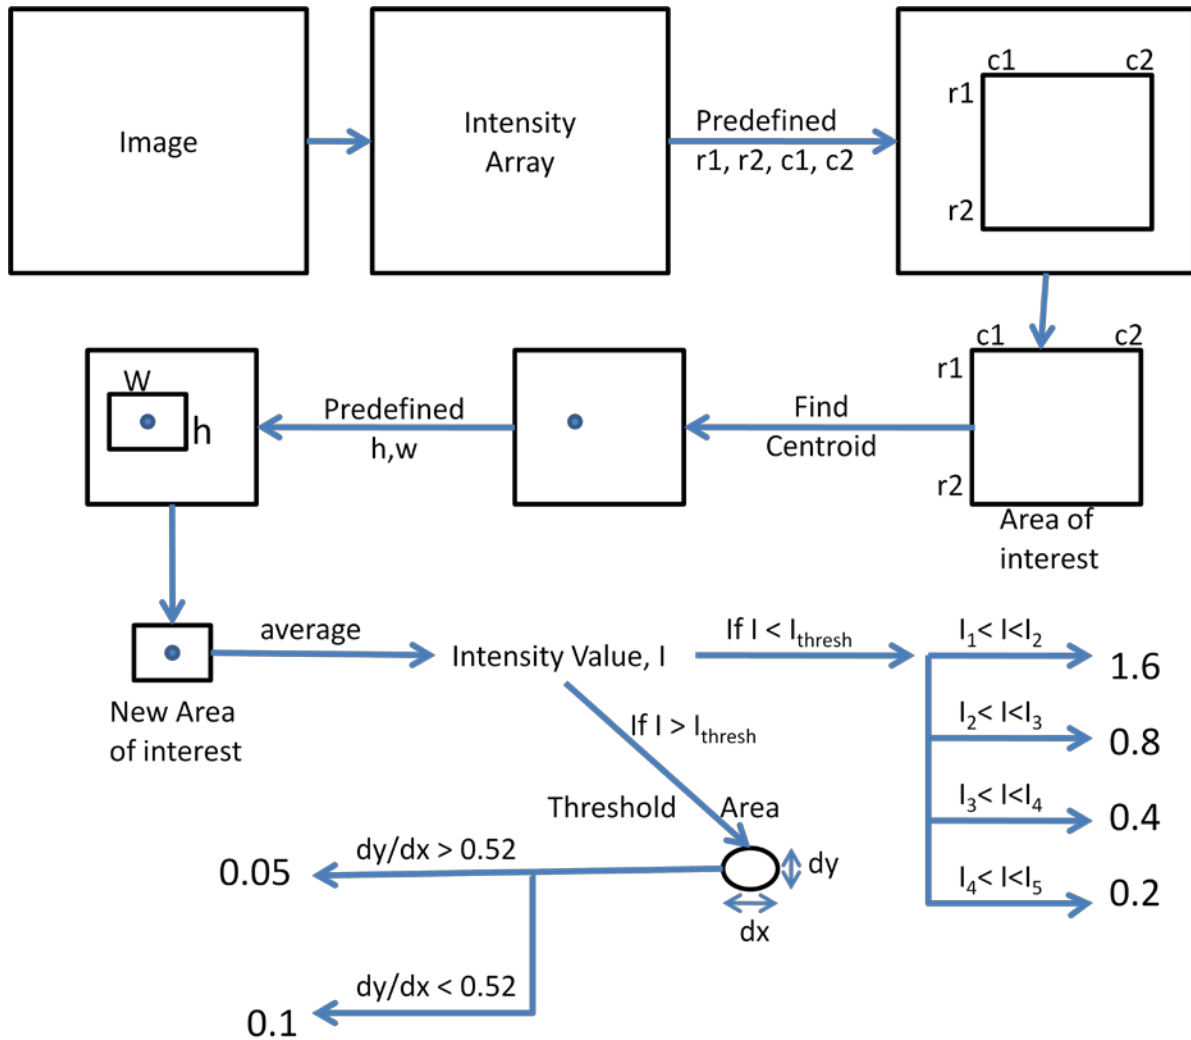 Image
Intensity
Array
Predefined
r1, r2, c1, c2
c1 c2
r1
r2
c1 c2
r1
r2
Area of
interest
Find
Centroid
Predefined
h,w
W
h
New Area
of interest
average
Intensity Value, I
If I < I_thresh
I₁< I<I₂
1.6
I₂< I<I₃
0.8
I₃< I<I₄
0.4
I₄< I<I₅
0.2
If I > I_thresh
Threshold Area
dy
dx
dy/dx > 0.52
0.05
dy/dx < 0.52
0.1